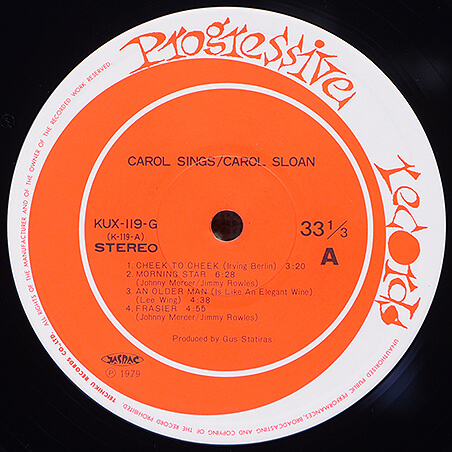 Progressive
Records
CAROL SINGS/CAROL SLOAN
KUX-119-G
(K-119-A)
STEREO
33 1/3
A
1. CHEEK TO CHEEK (Irving Berlin) 3:20
2. MORNING STAR 6:28
(Johnny Mercer/Jimmy Rowles)
3. AN OLDER MAN (Is Like An Elegant Wine)
(Lee Wing) 4:38
4. FRASIER 4:55
(Johnny Mercer/Jimmy Rowles)
Produced by Gus Statiras
JASRAC
Ⓟ 1979
TEICHIKU RECORDS CO., LTD. ALL RIGHTS OF THE MANUFACTURER AND OF THE OWNER OF THE RECORDED WORK RESERVED.
UNAUTHORISED PUBLIC PERFORMANCES, BROADCASTING AND COPYING OF THE RECORD PROHIBITED.